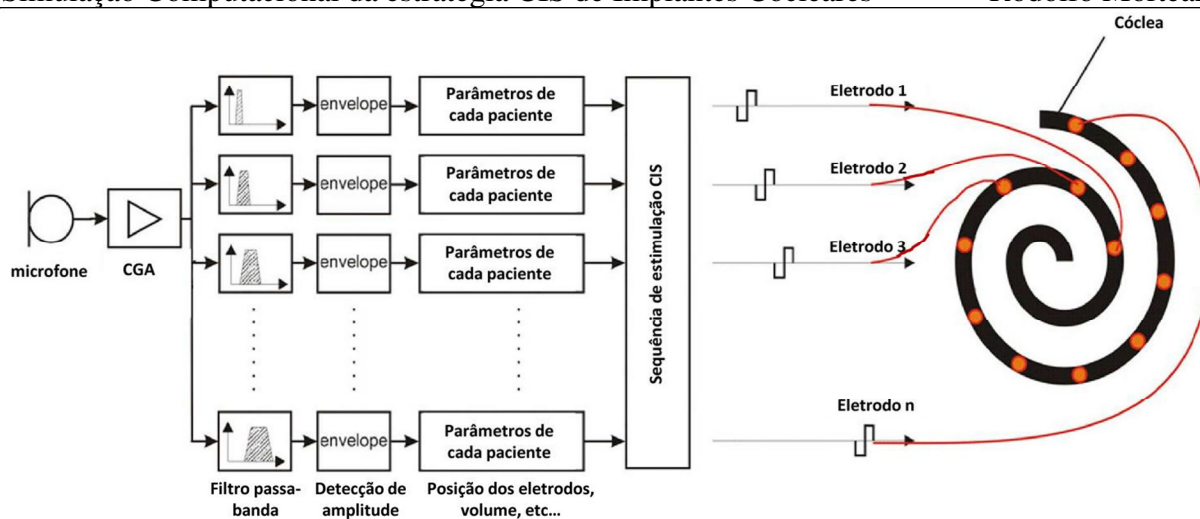 Simulação Computacional da estratégia CIS de Implantes Cocleares
Rodolfo
Cóclea
envelope
Parâmetros de
cada paciente
Eletrodo 1
envelope
Parâmetros de
cada paciente
Eletrodo 2
envelope
Parâmetros de
cada paciente
Eletrodo 3
microfone
CGA
Sequência de estimulação CIS
envelope
Parâmetros de
cada paciente
Eletrodo n
Filtro passa-
banda
Detecção de
amplitude
Posição dos eletrodos,
volume, etc...